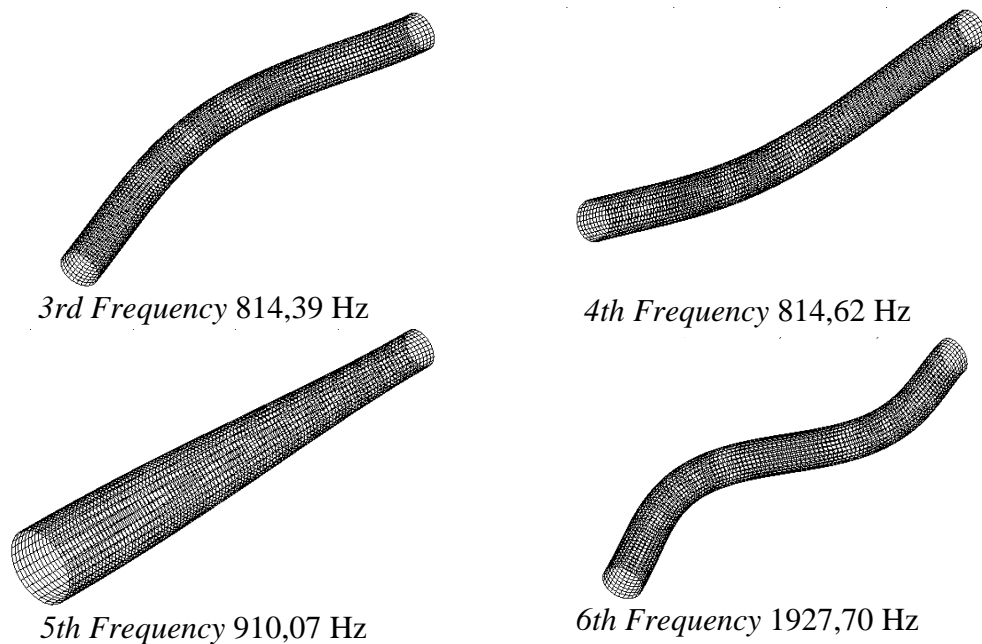 3rd Frequency 814,39 Hz
4th Frequency 814,62 Hz
5th Frequency 910,07 Hz
6th Frequency 1927,70 Hz